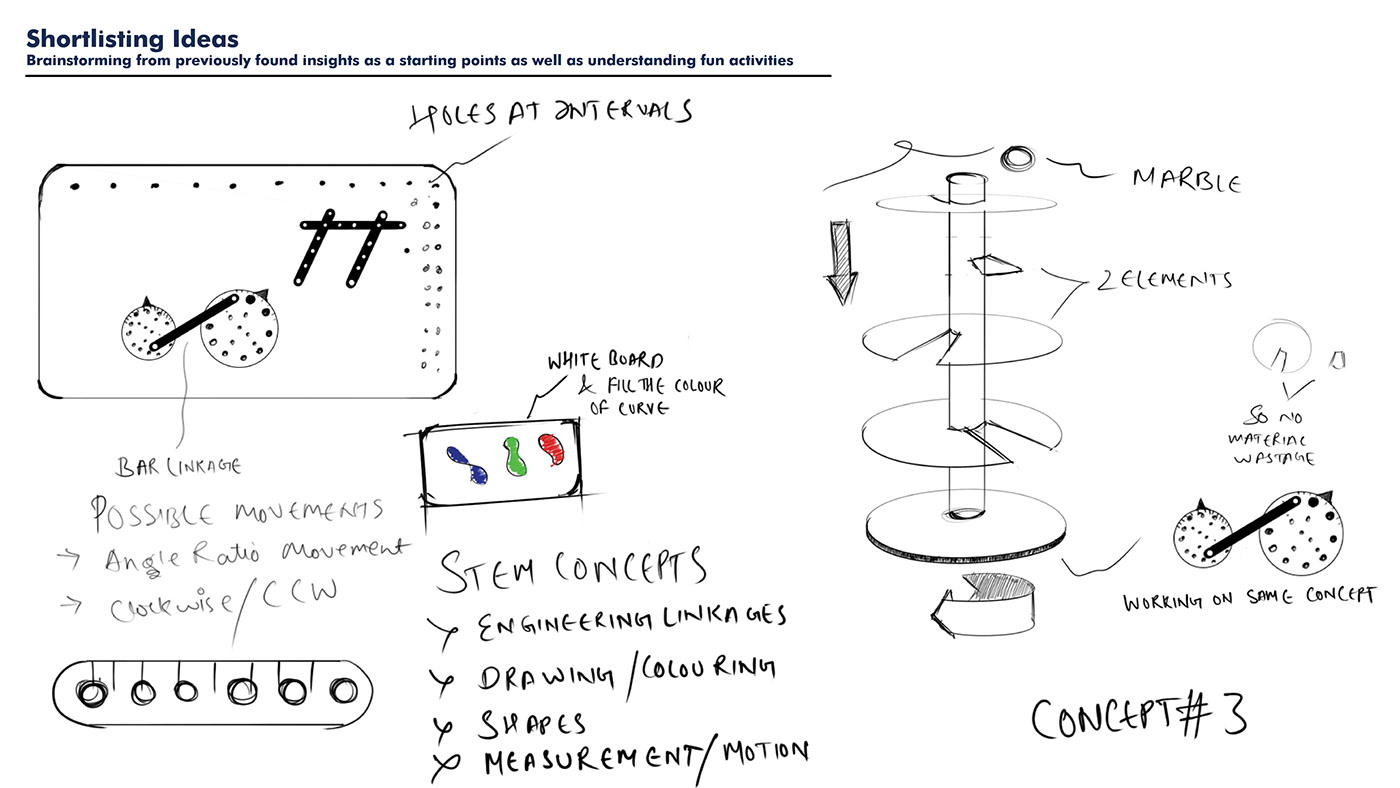 Shortlisting Ideas
Brainstorming from previously found insights as a starting points as well as understanding fun activities
HOLES AT INTERVALS
BAR LINKAGE
POSSIBLE MOVEMENTS
→ Angle Ratio Movement
→ Clockwise/CCW
WHITE BOARD
& FILL THE COLOUR
OF CURVE
STEM CONCEPTS
ENGINEERING LINKAGES
DRAWING/COLOURING
SHAPES
MEASUREMENT/MOTION
MARBLE
2 ELEMENTS
SO NO
MATERIAL
WASTAGE
WORKING ON SAME CONCEPT
CONCEPT# 3